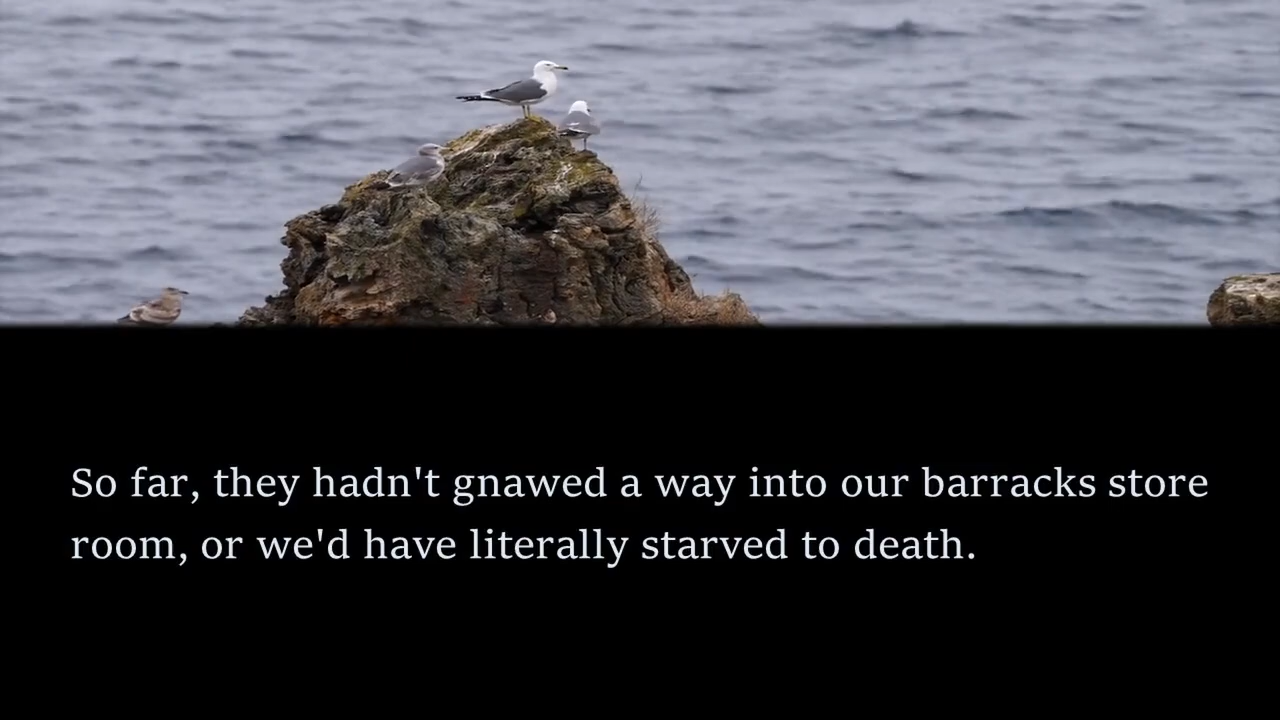 So far, they hadn't gnawed a way into our barracks store
room, or we'd have literally starved to death.